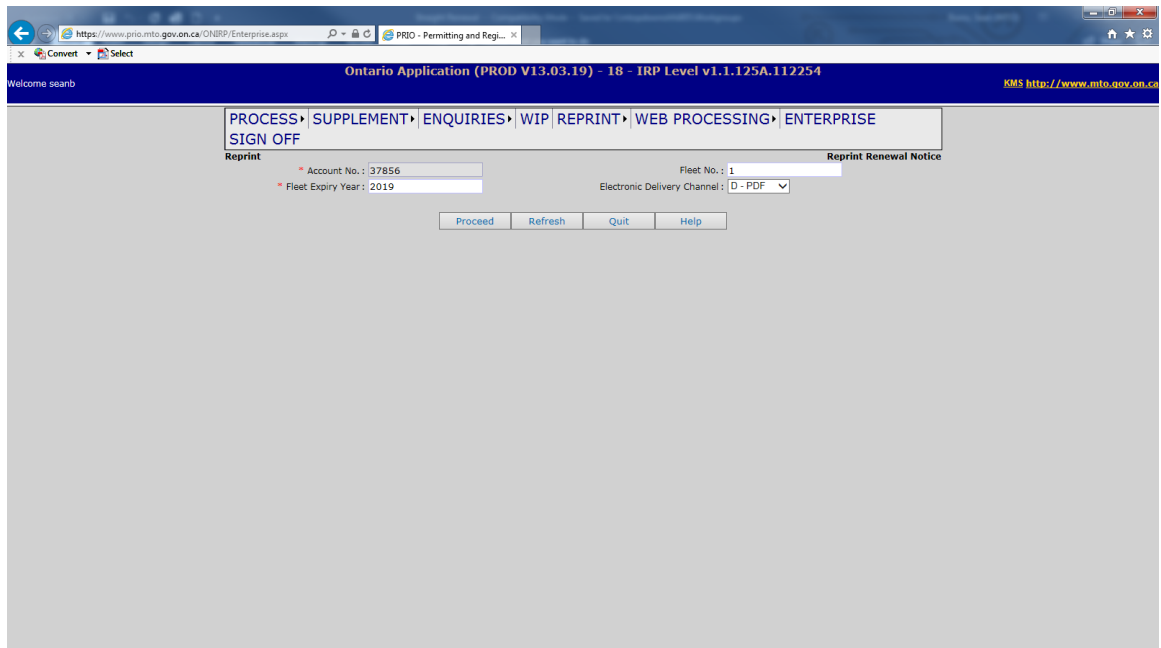 https://www.prio.mto.gov.on.ca/ONIRP/Enterprise.aspx
PRIO - Permitting and Regi... ×
x Convert Select
Ontario Application (PROD V13.03.19) - 18 - IRP Level v1.1.125A.112254
Welcome seanb
KMS http://www.mto.gov.on.ca
PROCESS SUPPLEMENT ENQUIRIES WIP REPRINT WEB PROCESSING ENTERPRISE
SIGN OFF
Reprint Reprint Renewal Notice
* Account No. : 37856 Fleet No. : 1
* Fleet Expiry Year : 2019 Electronic Delivery Channel : D - PDF
Proceed Refresh Quit Help